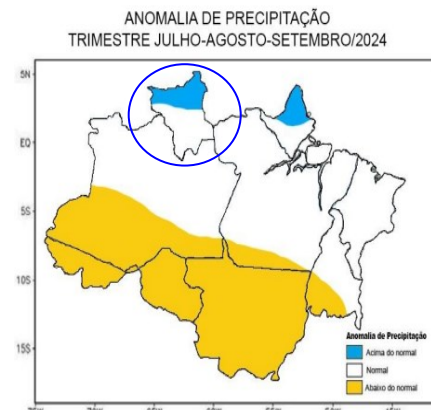 ANOMALIA DE PRECIPITAÇÃO
TRIMESTRE JULHO-AGOSTO-SETEMBRO/2024
5N
EQ
5S
10S
15S
Anomalia de Precipitação
Acima do normal
Normal
Abaixo do normal